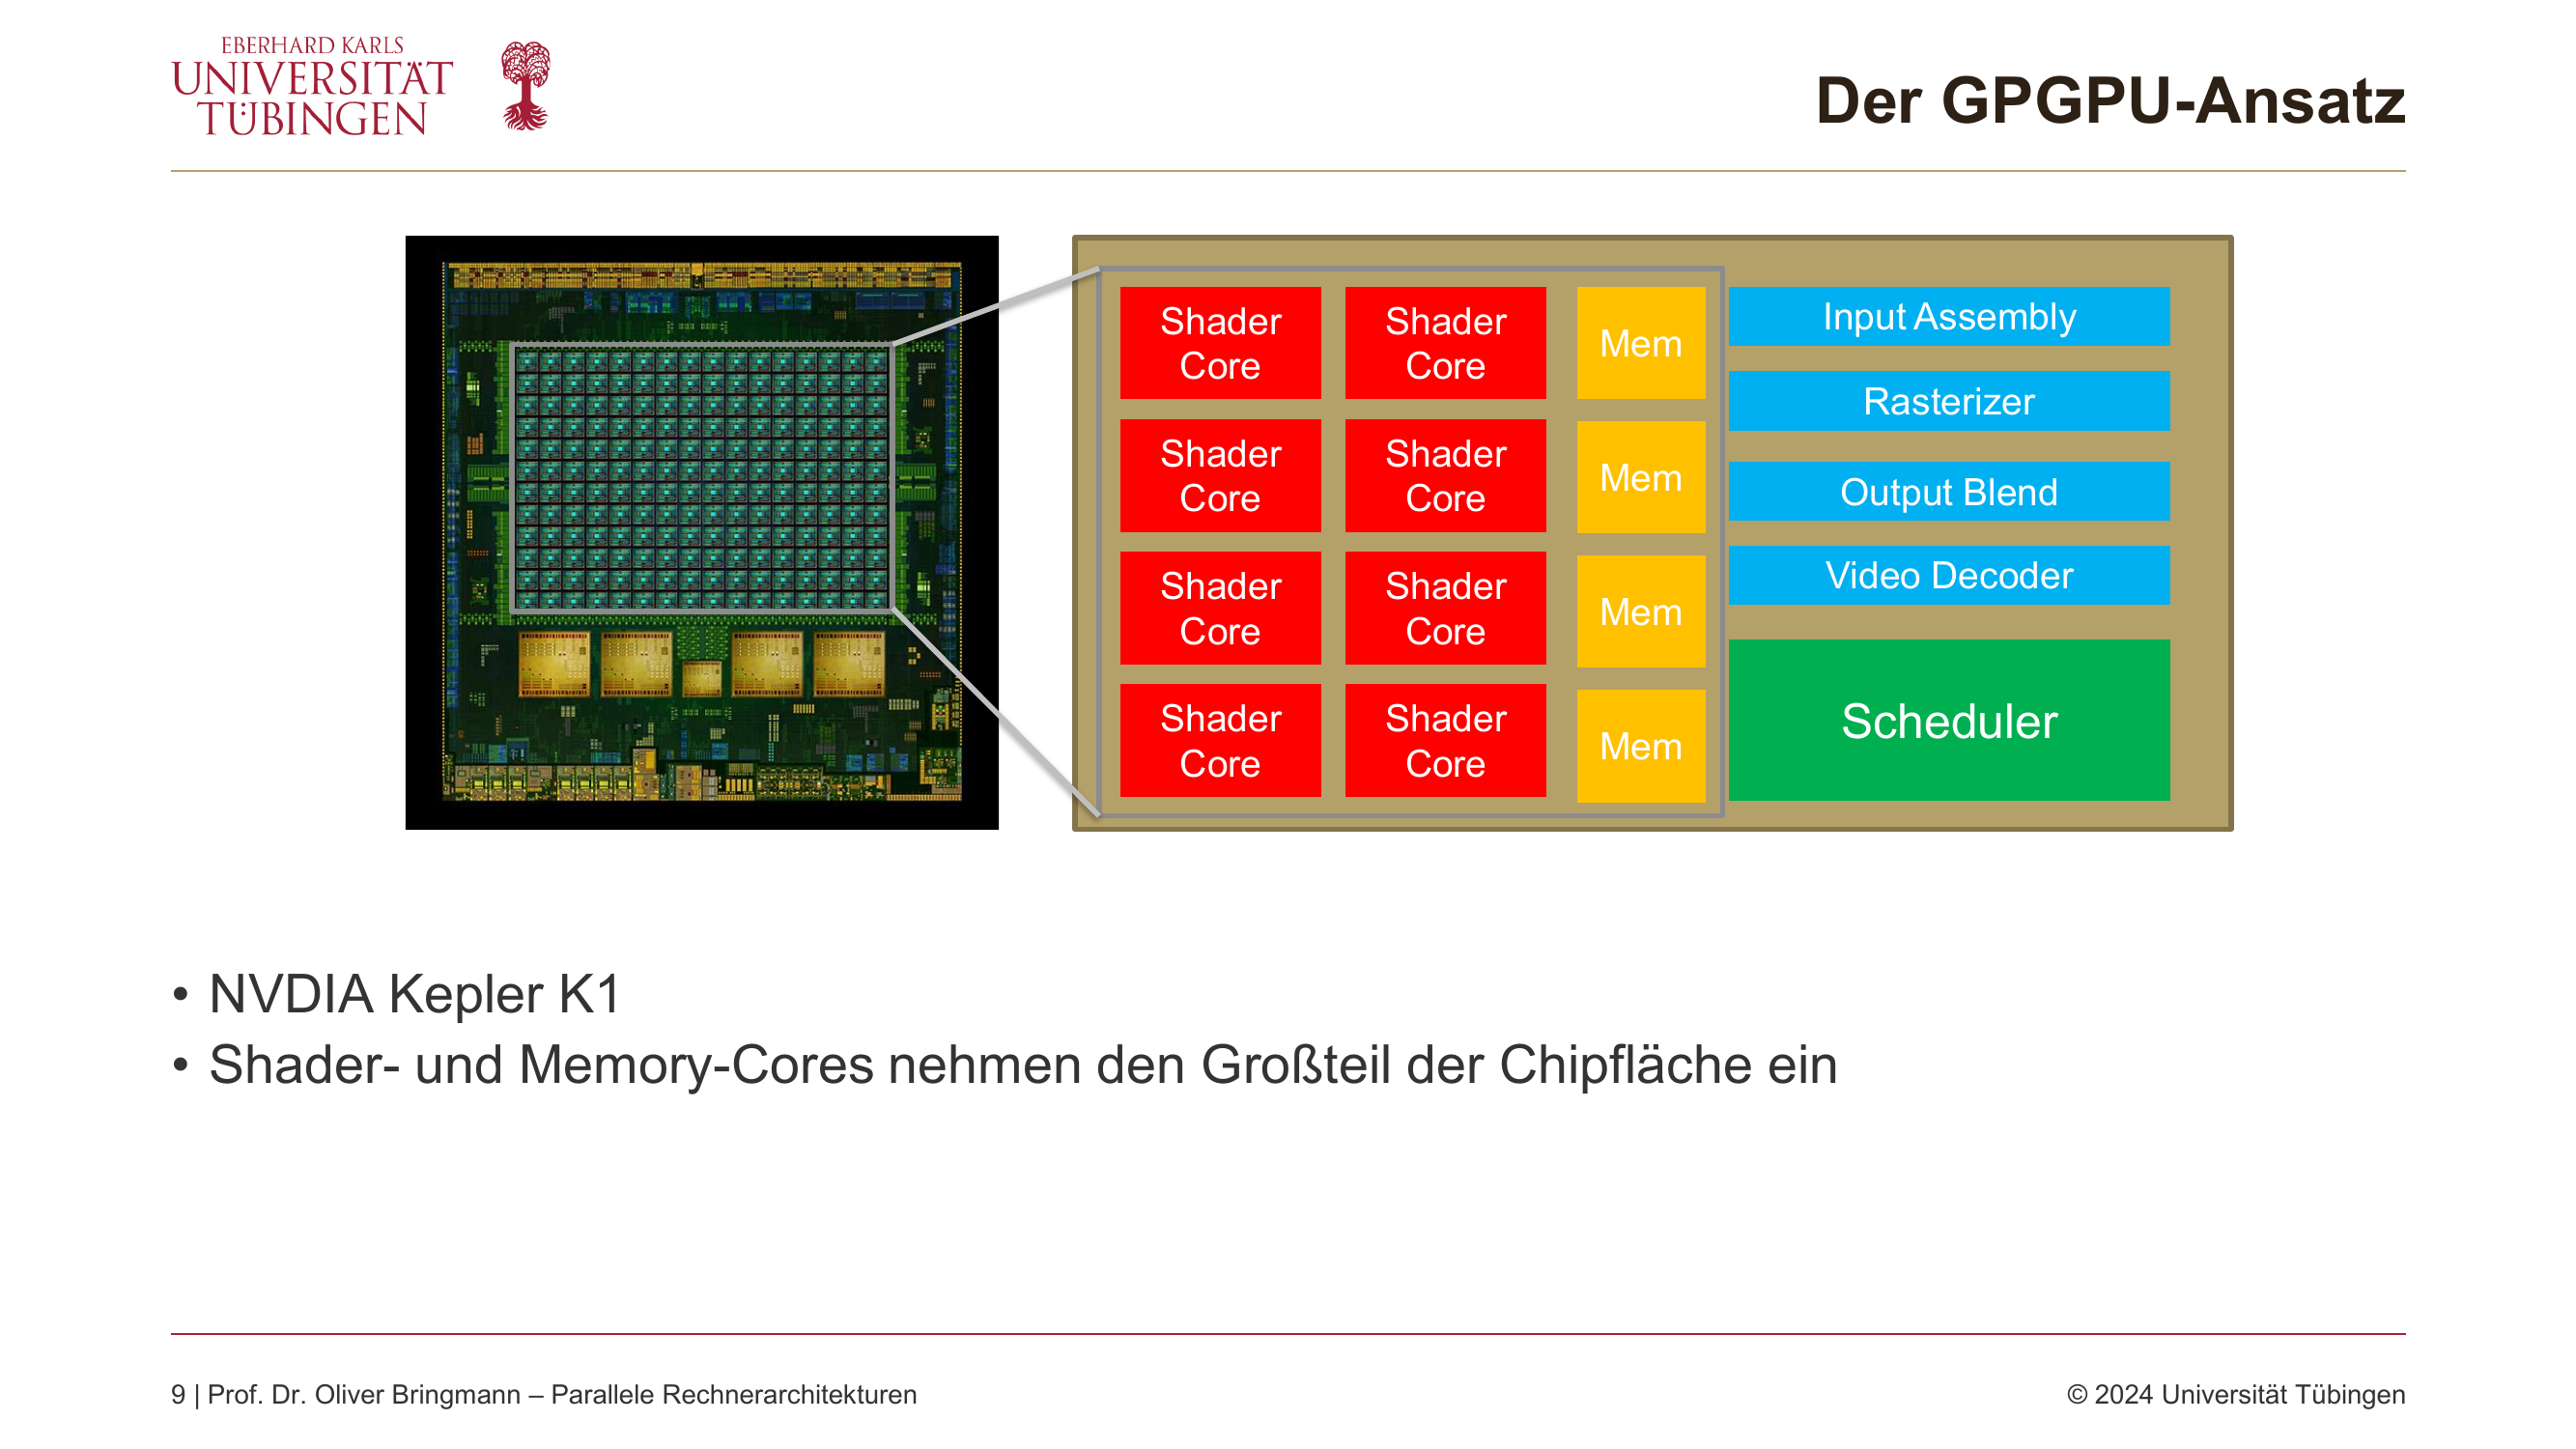 EBERHARD KARLS
UNIVERSITÄT
TÜBINGEN
Der GPGPU-Ansatz
Shader
Core
Shader
Core
Mem
Shader
Core
Shader
Core
Mem
Shader
Core
Shader
Core
Mem
Shader
Core
Shader
Core
Mem
Input Assembly
Rasterizer
Output Blend
Video Decoder
Scheduler
• NVDIA Kepler K1
• Shader- und Memory-Cores nehmen den Großteil der Chipfläche ein
9 | Prof. Dr. Oliver Bringmann – Parallele Rechnerarchitekturen
© 2024 Universität Tübingen